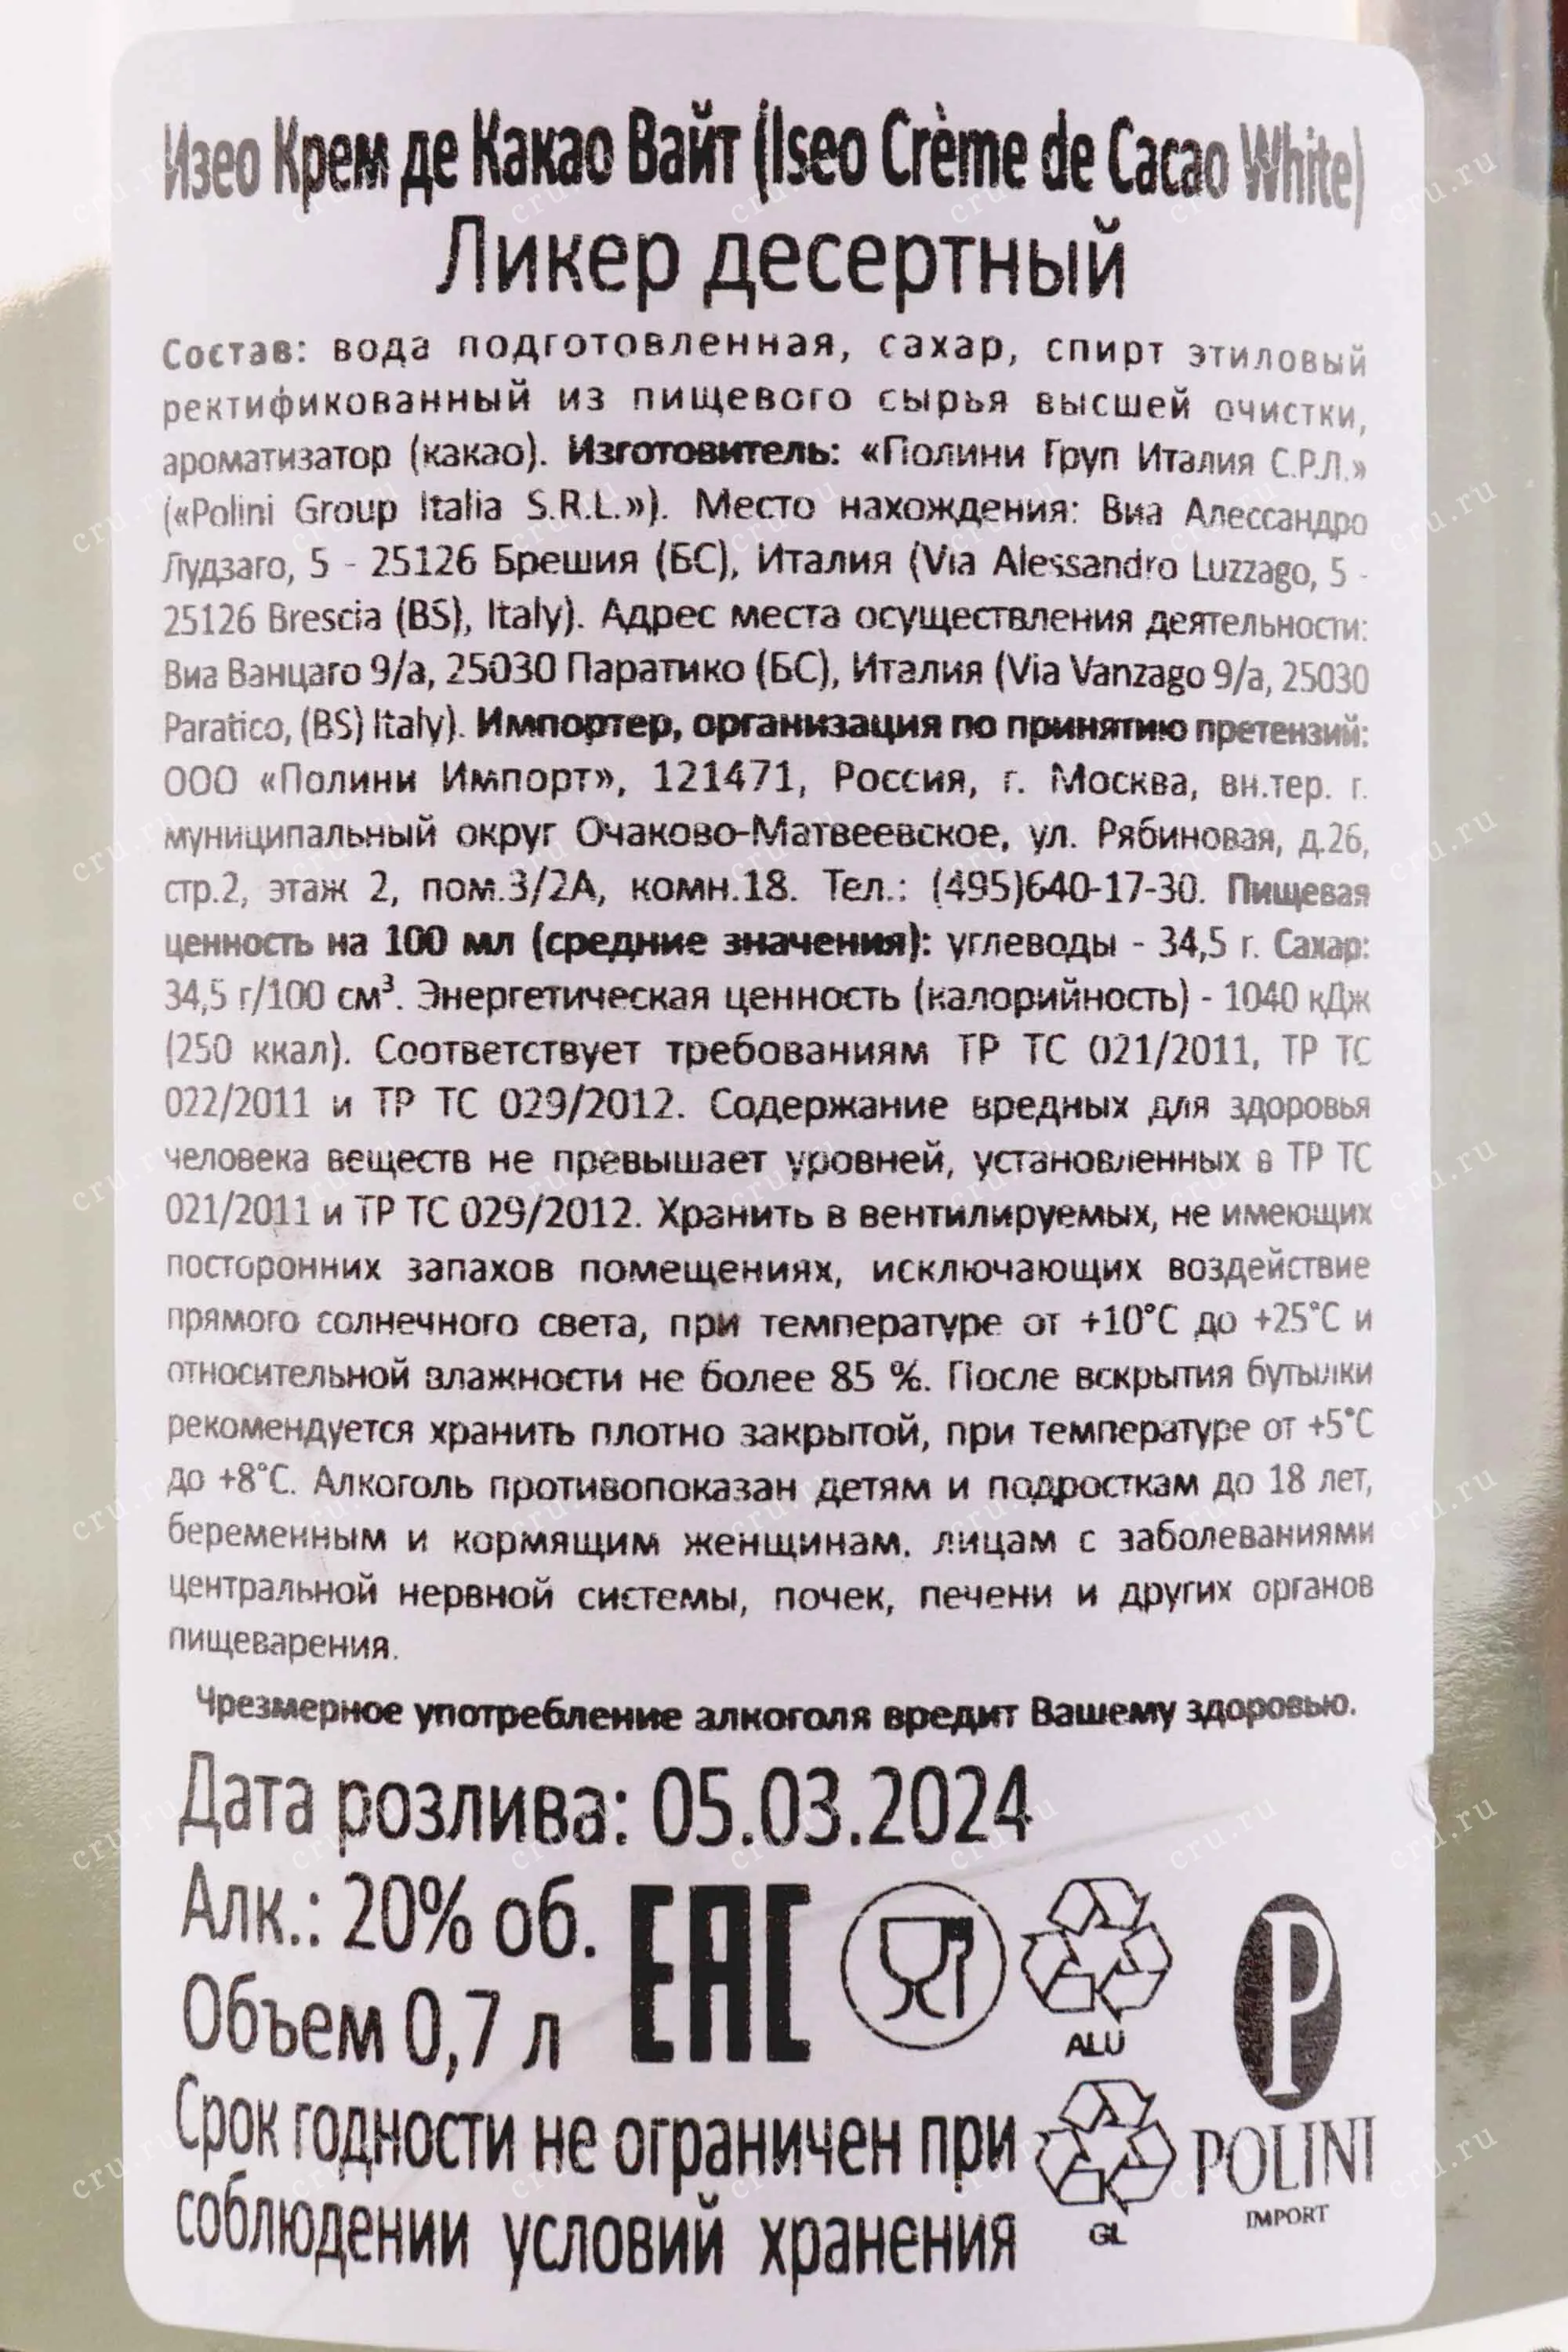 Изео Крем де Какао Вайт (Iseo Crème de Cacao White)
Ликер десертный
Состав: вода подготовленная, сахар, спирт этиловый
ректификованный из пищевого сырья высшей очистки,
ароматизатор (какао). Изготовитель: «Полини Груп Италия С.Р.Л.»
(«Polini Group Italia S.R.L.»). Место нахождения: Виа Алессандро
Лудзаго, 5 - 25126 Брешия (БС), Италия (Via Alessandro Luzzago, 5 -
25126 Brescia (BS), Italy). Адрес места осуществления деятельности:
Виа Ванцаго 9/а, 25030 Паратико (БС), Италия (Via Vanzago 9/a, 25030
Paratico, (BS) Italy). Импортер, организация по принятию претензий:
ООО «Полини Импорт», 121471, Россия, г. Москва, вн.тер. г.
муниципальный округ Очаково-Матвеевское, ул. Рябиновая, д.26,
стр.2, этаж 2, пом.3/2А, комн.18. Тел.: (495)640-17-30. Пищевая
ценность на 100 мл (средние значения): углеводы - 34,5 г. Сахар:
34,5 г/100 см³. Энергетическая ценность (калорийность) - 1040 кДж
(250 ккал). Соответствует требованиям ТР ТС 021/2011, ТР ТС
022/2011 и ТР ТС 029/2012. Содержание вредных для здоровья
человека веществ не превышает уровней, установленных в ТР ТС
021/2011 и ТР ТС 029/2012. Хранить в вентилируемых, не имеющих
посторонних запахов помещениях, исключающих воздействие
прямого солнечного света, при температуре от +10°С до +25°С и
относительной влажности не более 85 %. После вскрытия бутылки
рекомендуется хранить плотно закрытой, при температуре от +5°С
до +8°С. Алкоголь противопоказан детям и подросткам до 18 лет,
беременным и кормящим женщинам, лицам с заболеваниями
центральной нервной системы, почек, печени и других органов
пищеварения.
Чрезмерное употребление алкоголя вредит Вашему здоровью.
Дата розлива: 05.03.2024
Алк.: 20% об.
EAC
Объем 0,7 л
ALU
P
Срок годности не ограничен при
соблюдении условий хранения
GL
POLINI
IMPORT
cru.ru